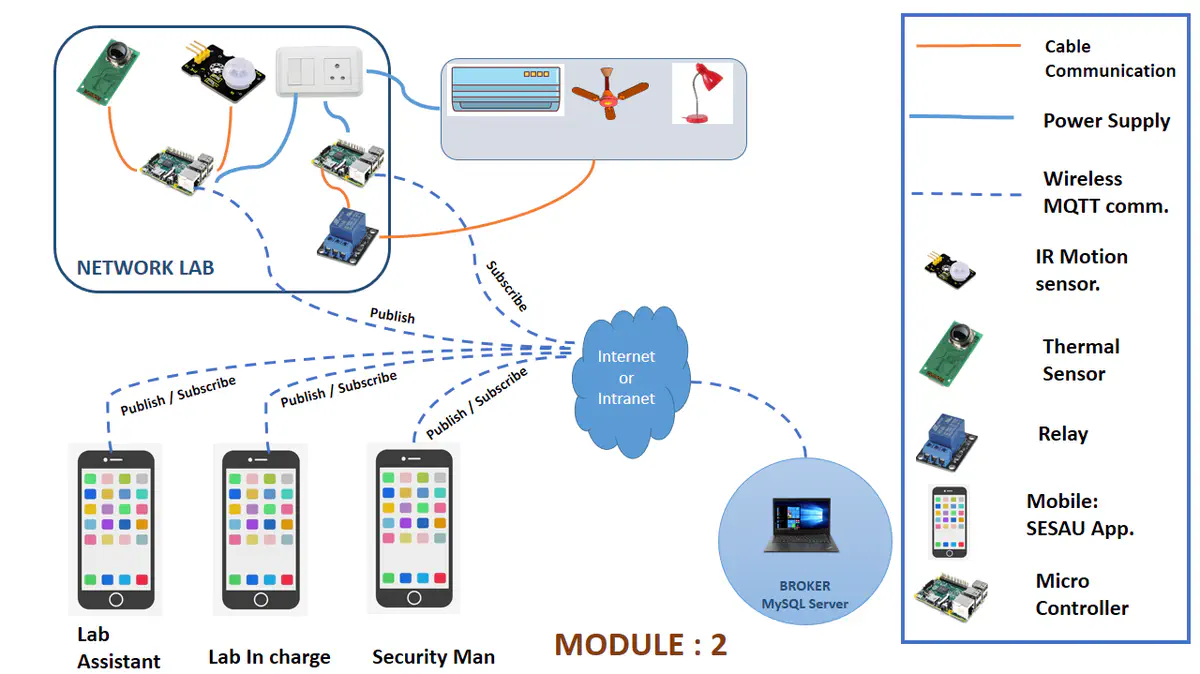 NETWORK LAB
Publish
Subscribe
Publish / Subscribe
Publish / Subscribe
Publish / Subscribe
Internet
or
Intranet
BROKER
MySQL Server
Lab
Assistant
Lab In charge
Security Man
MODULE : 2
Cable
Communication
Power Supply
Wireless
MQTT comm.
IR Motion
sensor.
Thermal
Sensor
Relay
Mobile:
SESAU App.
Micro
Controller